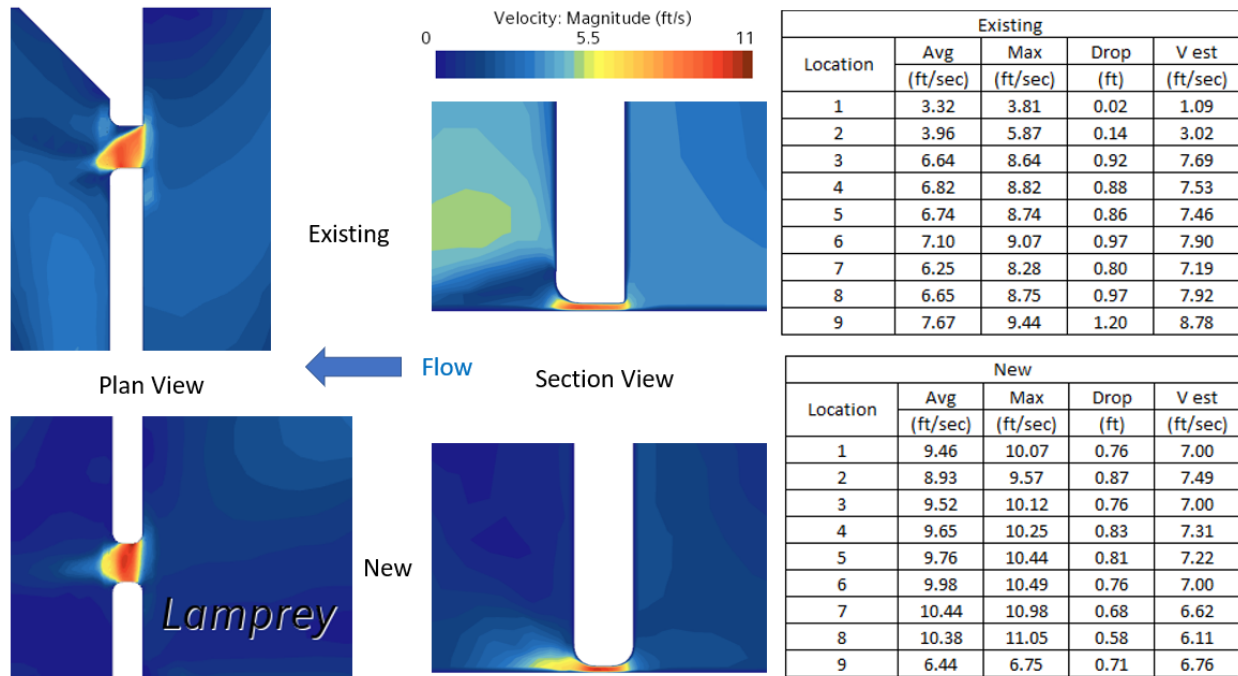 Velocity: Magnitude (ft/s)
0 5.5 11
Existing
Flow
Plan View
Section View
New
Lamprey
Existing
Location Avg Max Drop V est
(ft/sec) (ft/sec) (ft) (ft/sec)
1 3.32 3.81 0.02 1.09
2 3.96 5.87 0.14 3.02
3 6.64 8.64 0.92 7.69
4 6.82 8.82 0.88 7.53
5 6.74 8.74 0.86 7.46
6 7.10 9.07 0.97 7.90
7 6.25 8.28 0.80 7.19
8 6.65 8.75 0.97 7.92
9 7.67 9.44 1.20 8.78
New
Location Avg Max Drop V est
(ft/sec) (ft/sec) (ft) (ft/sec)
1 9.46 10.07 0.76 7.00
2 8.93 9.57 0.87 7.49
3 9.52 10.12 0.76 7.00
4 9.65 10.25 0.83 7.31
5 9.76 10.44 0.81 7.22
6 9.98 10.49 0.76 7.00
7 10.44 10.98 0.68 6.62
8 10.38 11.05 0.58 6.11
9 6.44 6.75 0.71 6.76